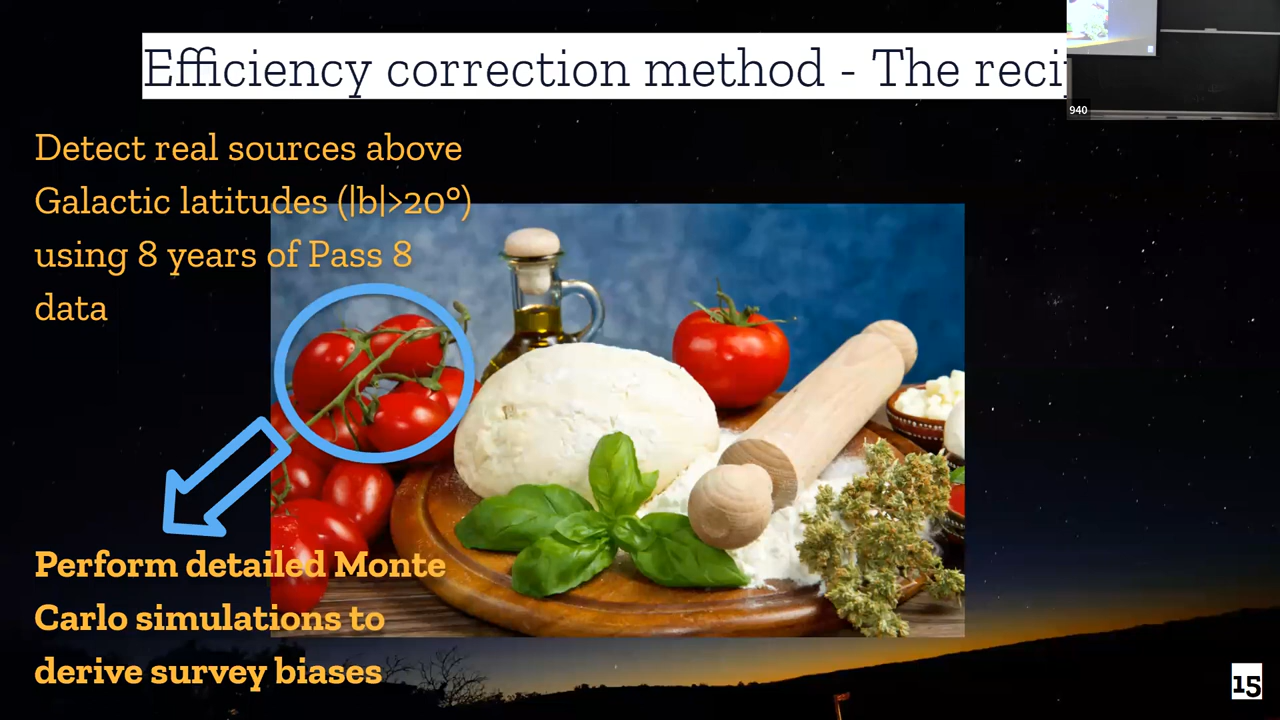 Efficiency correction method - The
940
Detect real sources above
Galactic latitudes (|b|>20°)
using 8 years of Pass 8
data
Perform detailed Monte
Carlo simulations to
derive survey biases
15